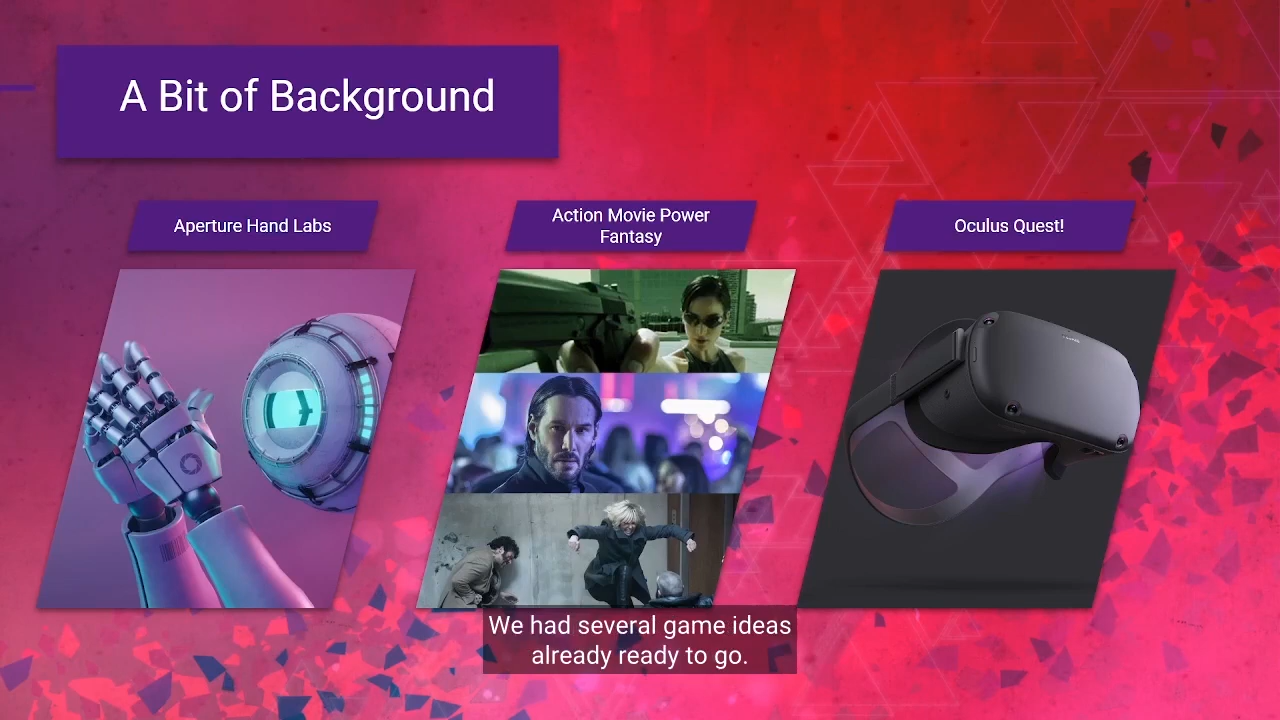 A Bit of Background
Aperture Hand Labs
Action Movie Power
Fantasy
Oculus Quest!
We had several game ideas
already ready to go.